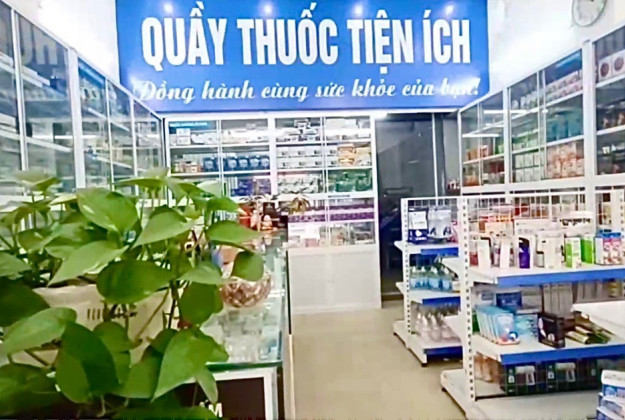 QUẦY THUỐC TIỆN ÍCH
Đồng hành cùng sức khỏe của bạn!